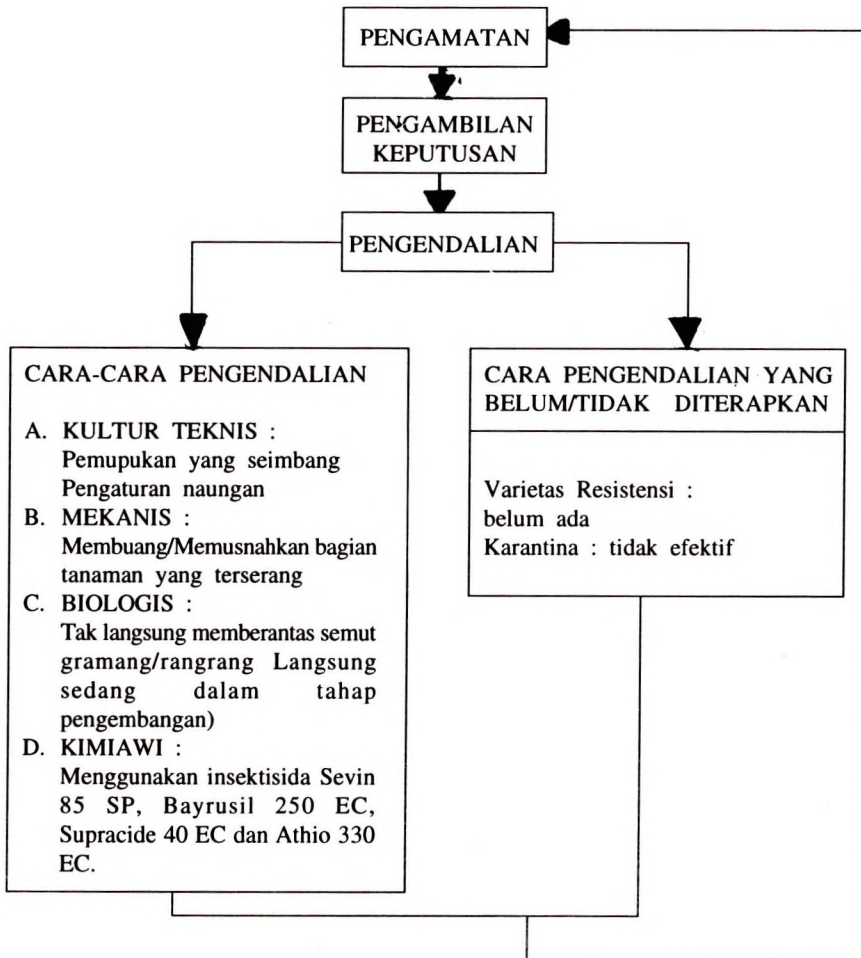 PENGAMATAN
PENGAMBILAN
KEPUTUSAN
PENGENDALIAN
CARA-CARA PENGENDALIAN
A. KULTUR TEKNIS :
Pemupukan yang seimbang
Pengaturan naungan
B. MEKANIS :
Membuang/Memusnahkan bagian
tanaman yang terserang
C. BIOLOGIS :
Tak langsung memberantas semut
gramang/rangrang Langsung
sedang dalam tahap
pengembangan)
D. KIMIAWI :
Menggunakan insektisida Sevin
85 SP, Bayrusil 250 EC,
Supracide 40 EC dan Athio 330
EC.
CARA PENGENDALIAN YANG
BELUM/TIDAK DITERAPKAN
Varietas Resistensi :
belum ada
Karantina : tidak efektif